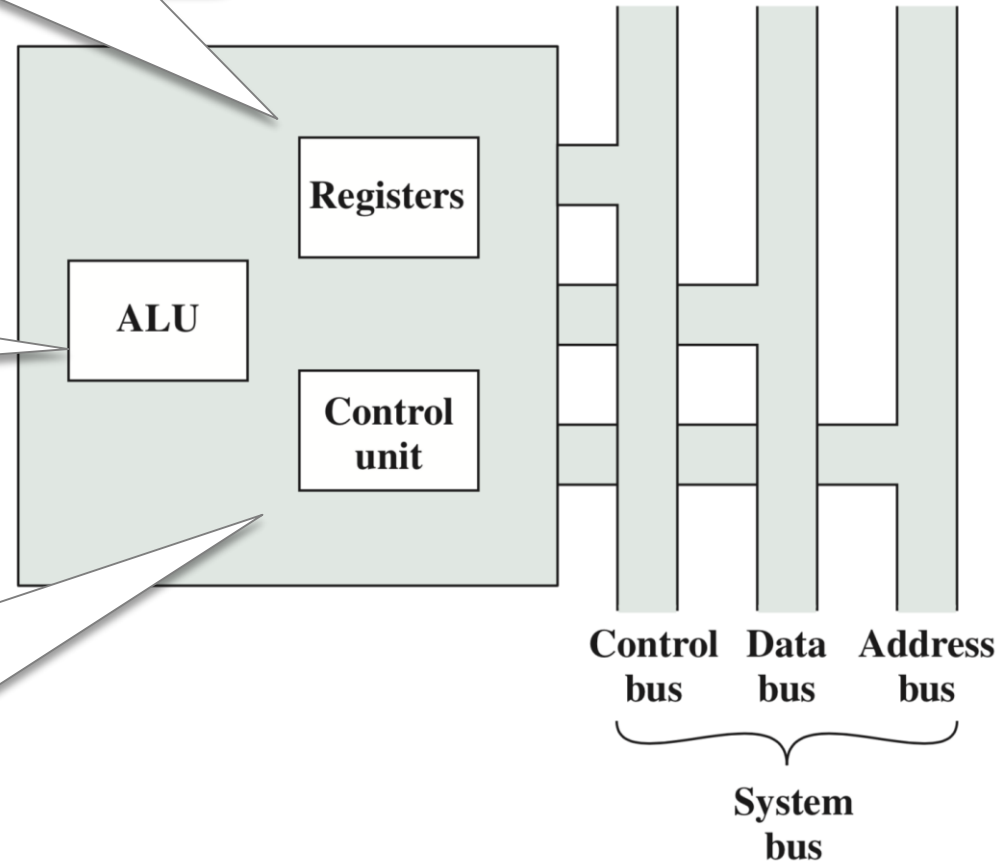 Registers
ALU
Control
unit
Control
bus
Data
bus
Address
bus
System
bus